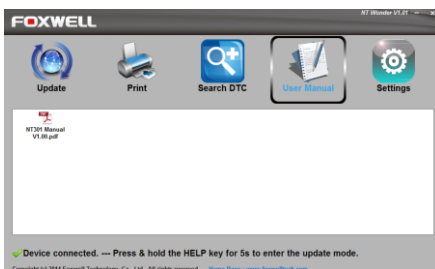 FOXWELL
NT Wonder V1.01
Update
Print
Search DTC
User Manual
Settings
NT301 Manual
V1.00.pdf
Device connected. --- Press & hold the HELP key for 5s to enter the update mode.